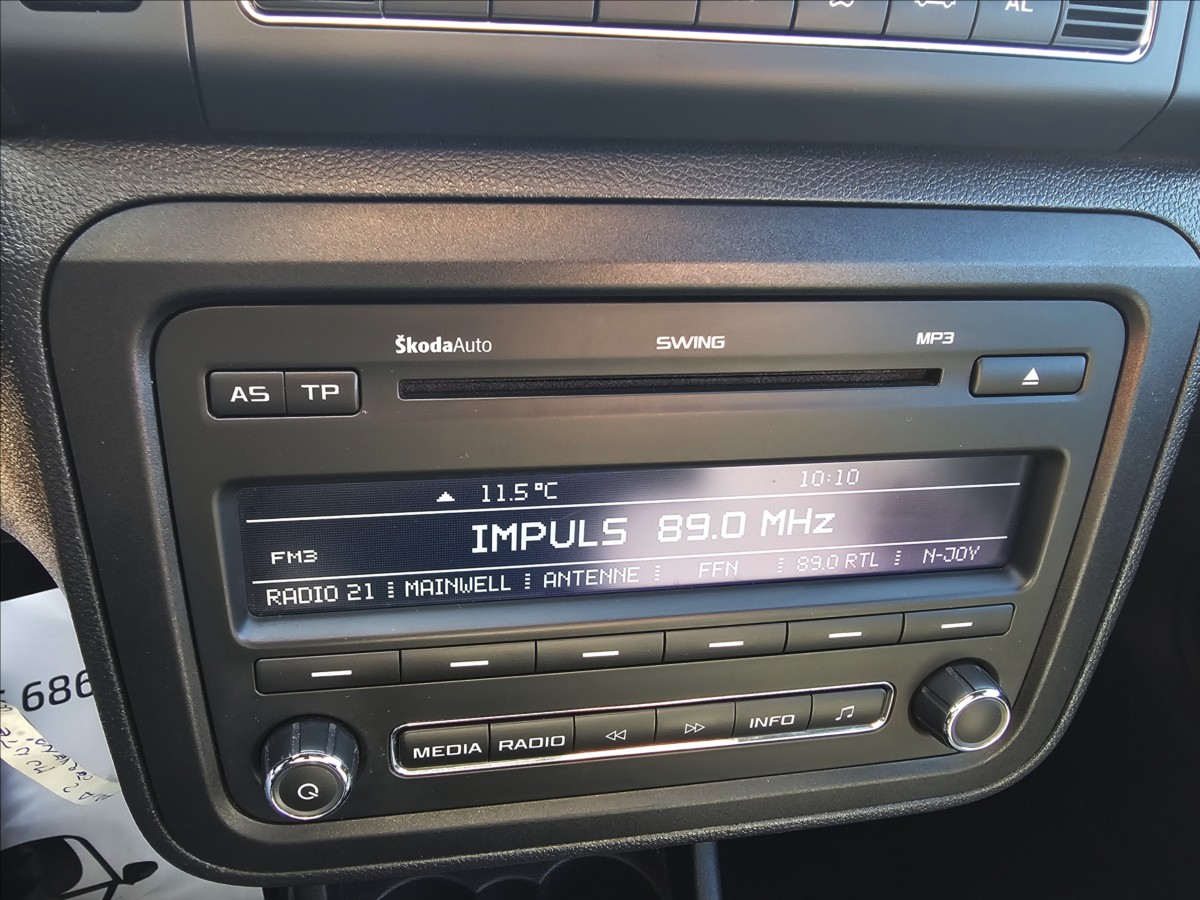 AC
ŠkodaAuto SWING MP3
AS TP
11.5°C 10:10
FM3 IMPULS 89.0 MHz
RADIO 21 MAINWELL ANTENNE FFN 89.0 RTL N-JOY
MEDIA RADIO INFO
686